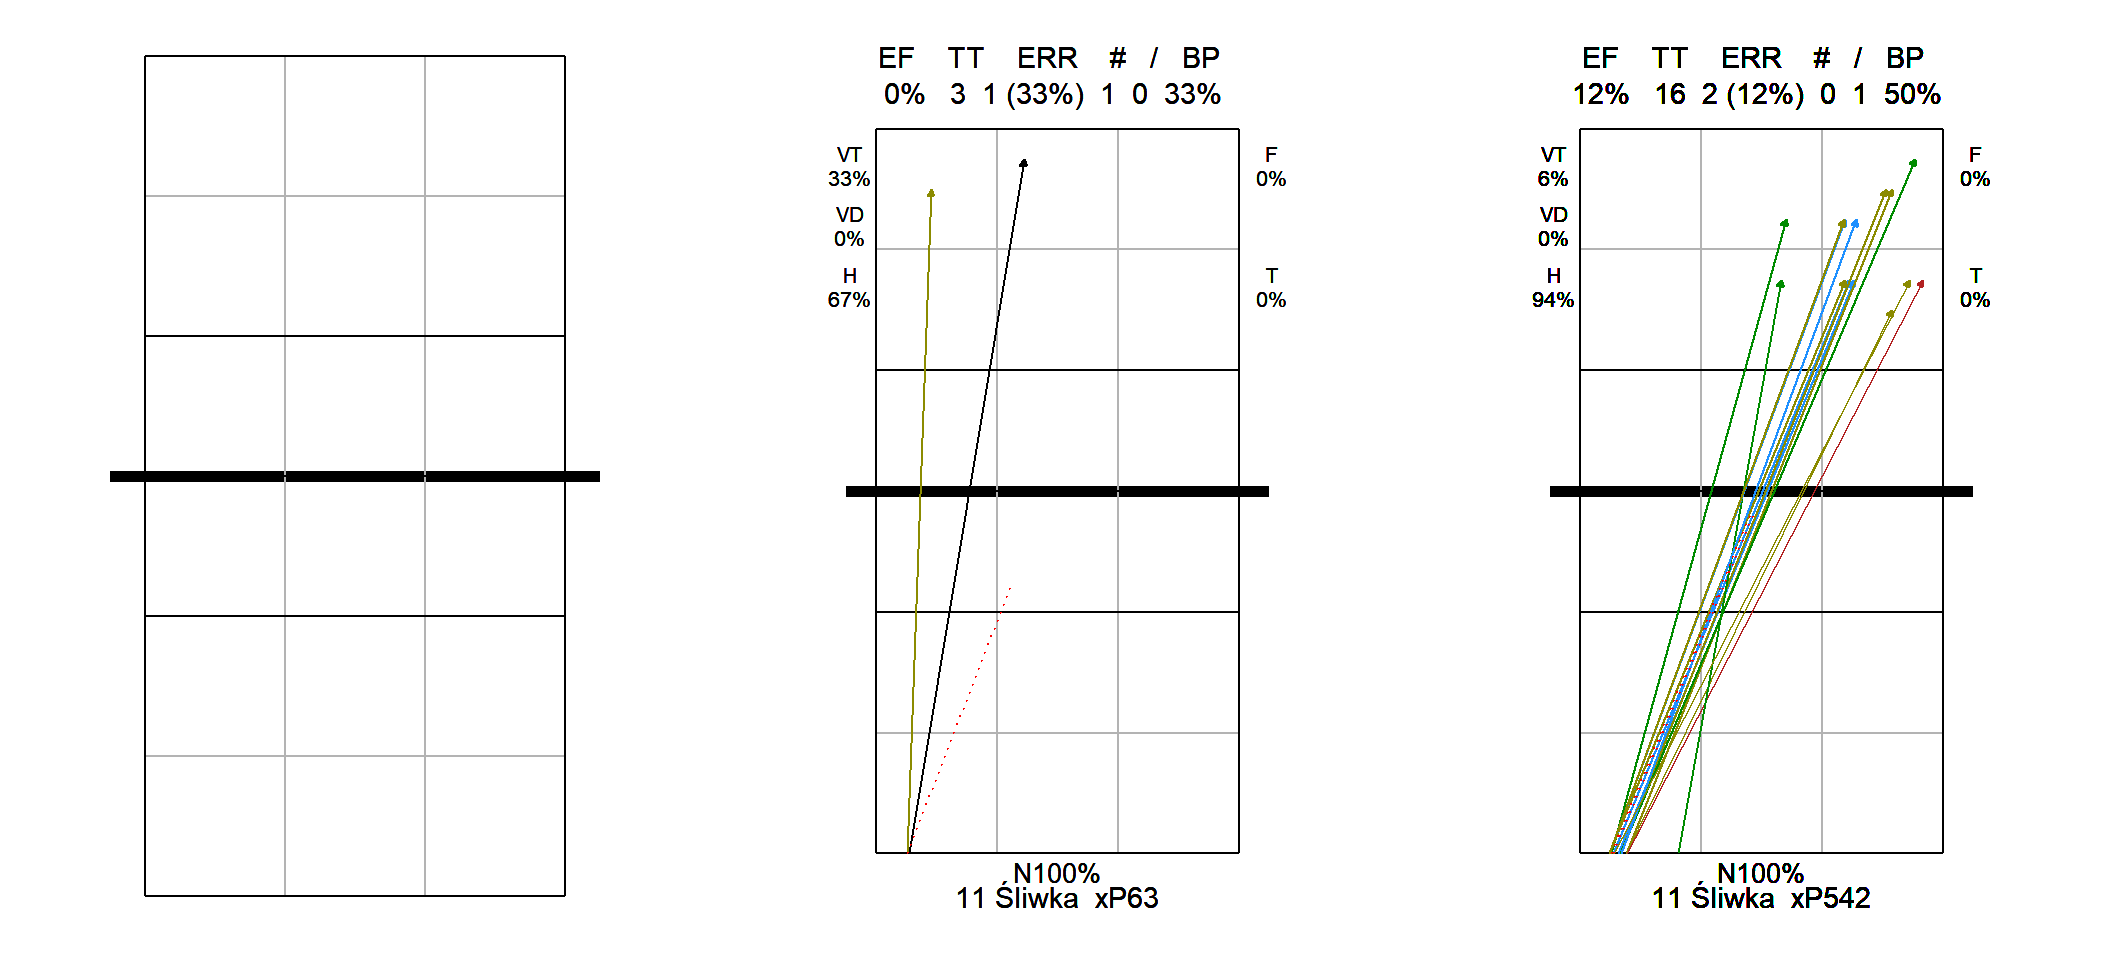 EF TT ERR # / BP
0% 3 1 (33%) 1 0 33%
VT
33%
VD
0%
H
67%
F
0%
T
0%
N100%
11 Śliwka xP63
EF TT ERR # / BP
12% 16 2 (12%) 0 1 50%
VT
6%
VD
0%
H
94%
F
0%
T
0%
N100%
11 Śliwka xP542